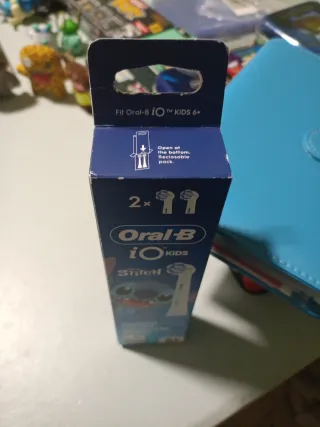 Fit Oral-B iO™ KIDS 6+
Open at
the bottom.
Reclosable
pack.
2×
Oral-B
iO KIDS
Stitch